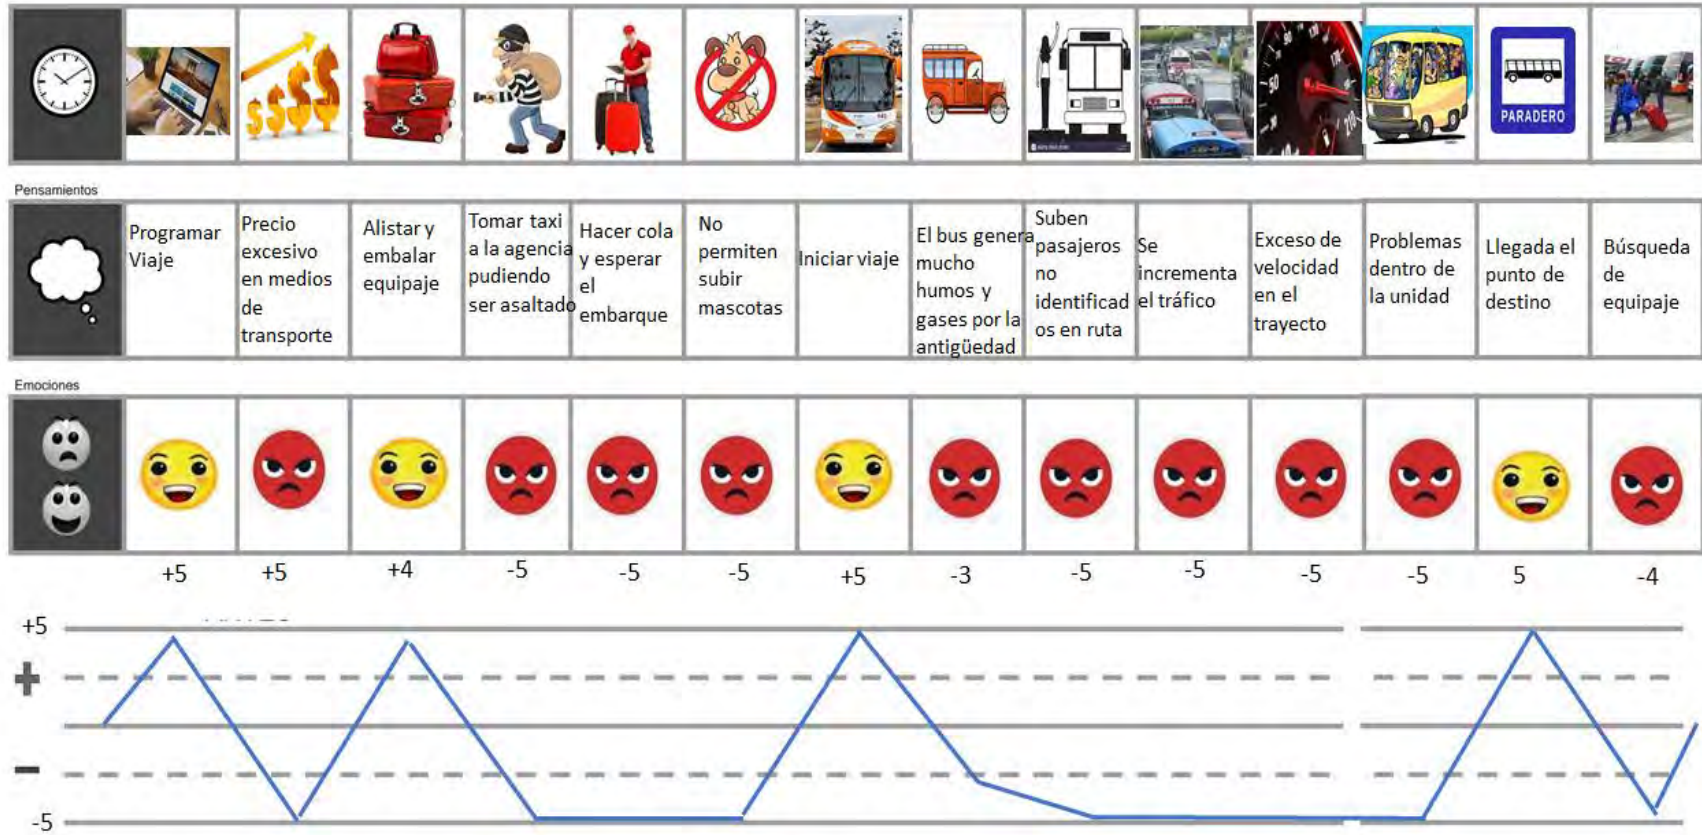 PARADERO
Pensamientos
Programar
Viaje
Precio
excesivo
en medios
de
transporte
Alistar y
embalar
equipaje
Tomar taxi
a la agencia
pudiendo
ser asaltado
Hacer cola
y esperar
el
embarque
No
permiten
subir
mascotas
Iniciar viaje
El bus genera
mucho
humos y
gases por la
antigüedad
Suben
pasajeros
no
identificad
os en ruta
Se
incrementa
el tráfico
Exceso de
velocidad
en el
trayecto
Problemas
dentro de
la unidad
Llegada el
punto de
destino
Búsqueda
de
equipaje
Emociones
+5 +5 +4 -5 -5 -5 +5 -3 -5 -5 -5 -5 5 -4
+5
+
-
-5